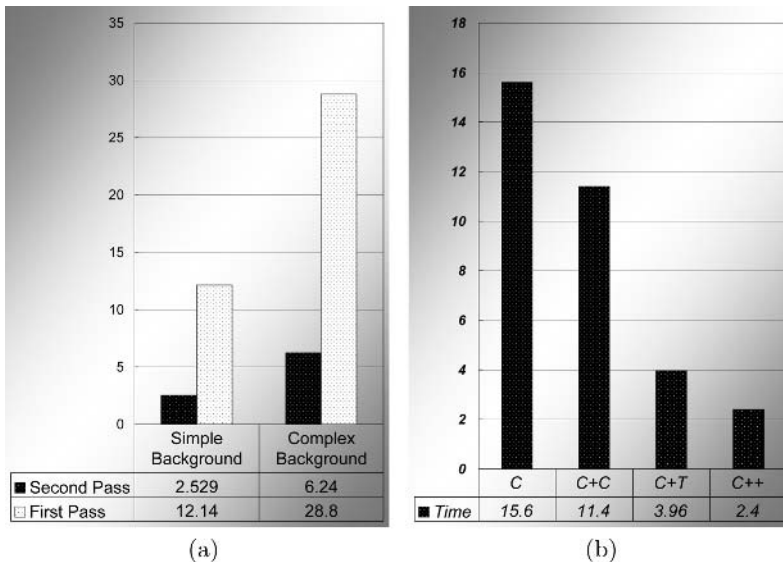 35
30
25
20
15
10
5
0
Simple Background
Complex Background
Second Pass 2.529 6.24
First Pass 12.14 28.8
(a)
18
16
14
12
10
8
6
4
2
0
C C+C C+T C++
Time 15.6 11.4 3.96 2.4
(b)